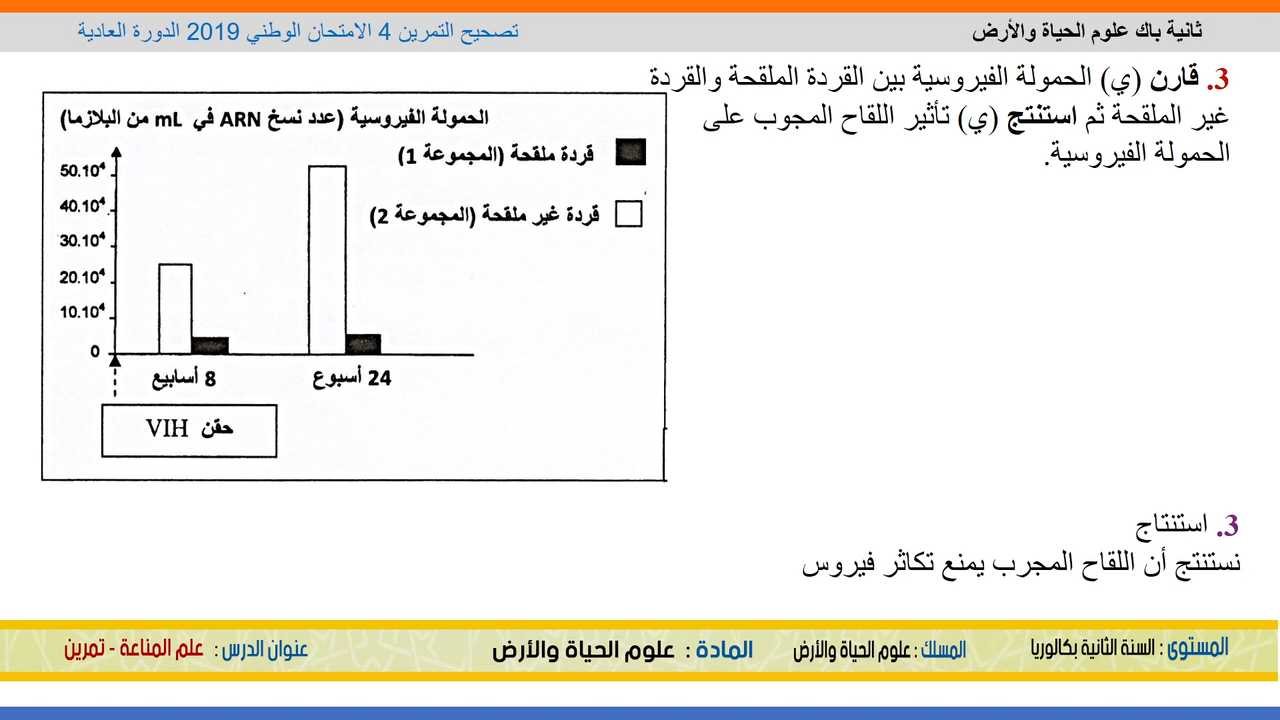 ثانية باك علوم الحياة والأرض
تصحيح التمرين 4 الامتحان الوطني 2019 الدورة العادية
3. قارن (ي) الحمولة الفيروسية بين القردة الملقحة والقردة
غير الملقحة ثم استنتج (ي) تأثير اللقاح المجوب على
الحمولة الفيروسية.
الحمولة الفيروسية (عدد نسخ ARN في mL من البلازما)
قردة ملقحة (المجموعة 1)
قردة غير ملقحة (المجموعة 2)
50.10⁴
40.10⁴
30.10⁴
20.10⁴
10.10⁴
0
8 أسابيع
24 أسبوع
حقن VIH
3. استنتاج
نستنتج أن اللقاح المجرب يمنع تكاثر فيروس
المستوى : السنة الثانية بكالوريا
المسلك : علوم الحياة والأرض
المادة : علوم الحياة والأرض
عنوان الدرس : علم المناعة - تمرين